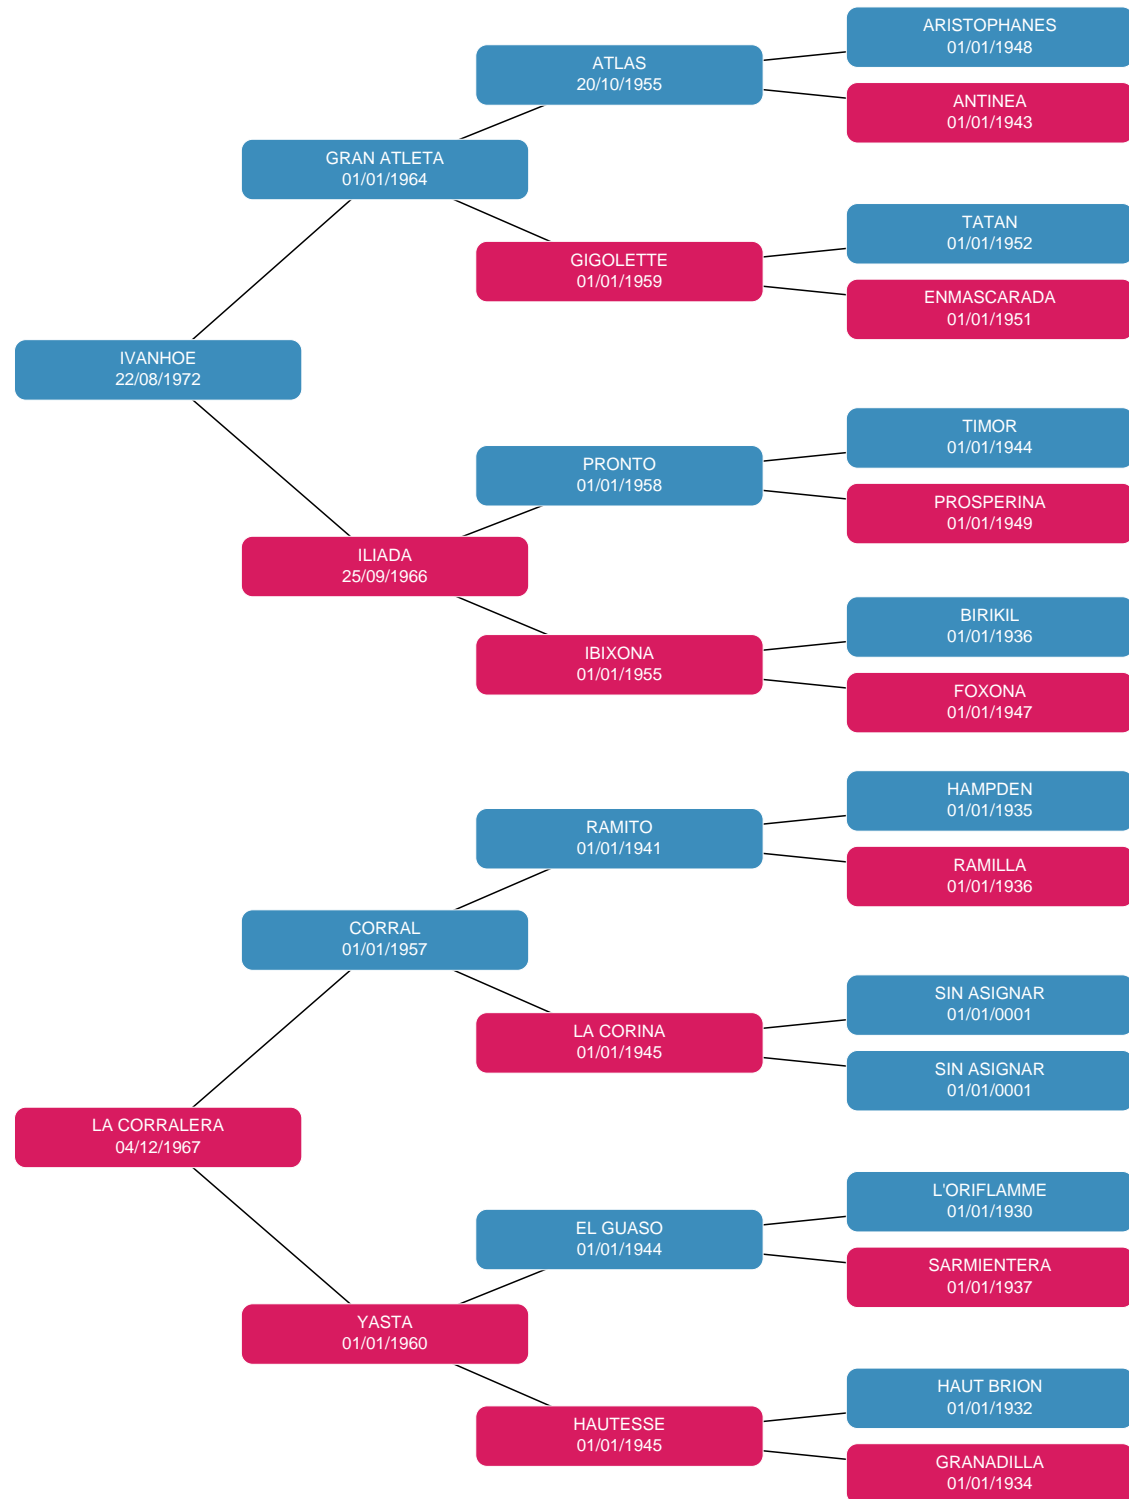 ARISTOPHANES
01/01/1948
ATLAS
20/10/1955
ANTINEA
01/01/1943
GRAN ATLETA
01/01/1964
TATAN
01/01/1952
GIGOLETTE
01/01/1959
ENMASCARADA
01/01/1951
IVANHOE
22/08/1972
TIMOR
01/01/1944
PRONTO
01/01/1958
PROSPERINA
01/01/1949
ILIADA
25/09/1966
BIRIKIL
01/01/1936
IBIXONA
01/01/1955
FOXONA
01/01/1947
HAMPDEN
01/01/1935
RAMITO
01/01/1941
RAMILLA
01/01/1936
CORRAL
01/01/1957
SIN ASIGNAR
01/01/0001
LA CORINA
01/01/1945
SIN ASIGNAR
01/01/0001
LA CORRALERA
04/12/1967
L'ORIFLAMME
01/01/1930
EL GUASO
01/01/1944
SARMIENTERA
01/01/1937
YASTA
01/01/1960
HAUT BRION
01/01/1932
HAUTESSE
01/01/1945
GRANADILLA
01/01/1934